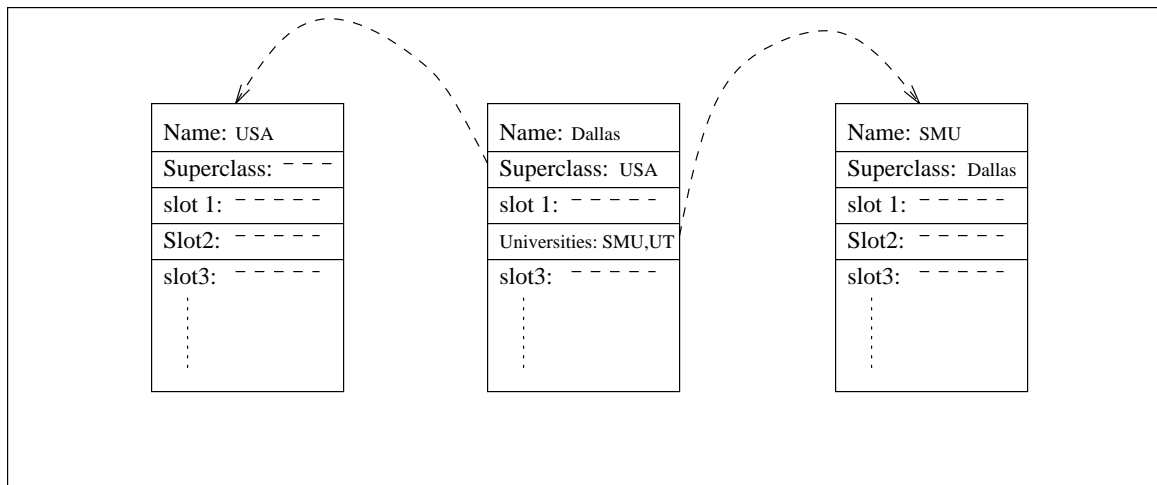 Name: USA
Superclass:
slot 1:
Slot2:
slot3:
Name: Dallas
Superclass: USA
slot 1:
Universities: SMU,UT
slot3:
Name: SMU
Superclass: Dallas
slot 1:
Slot2:
slot3: